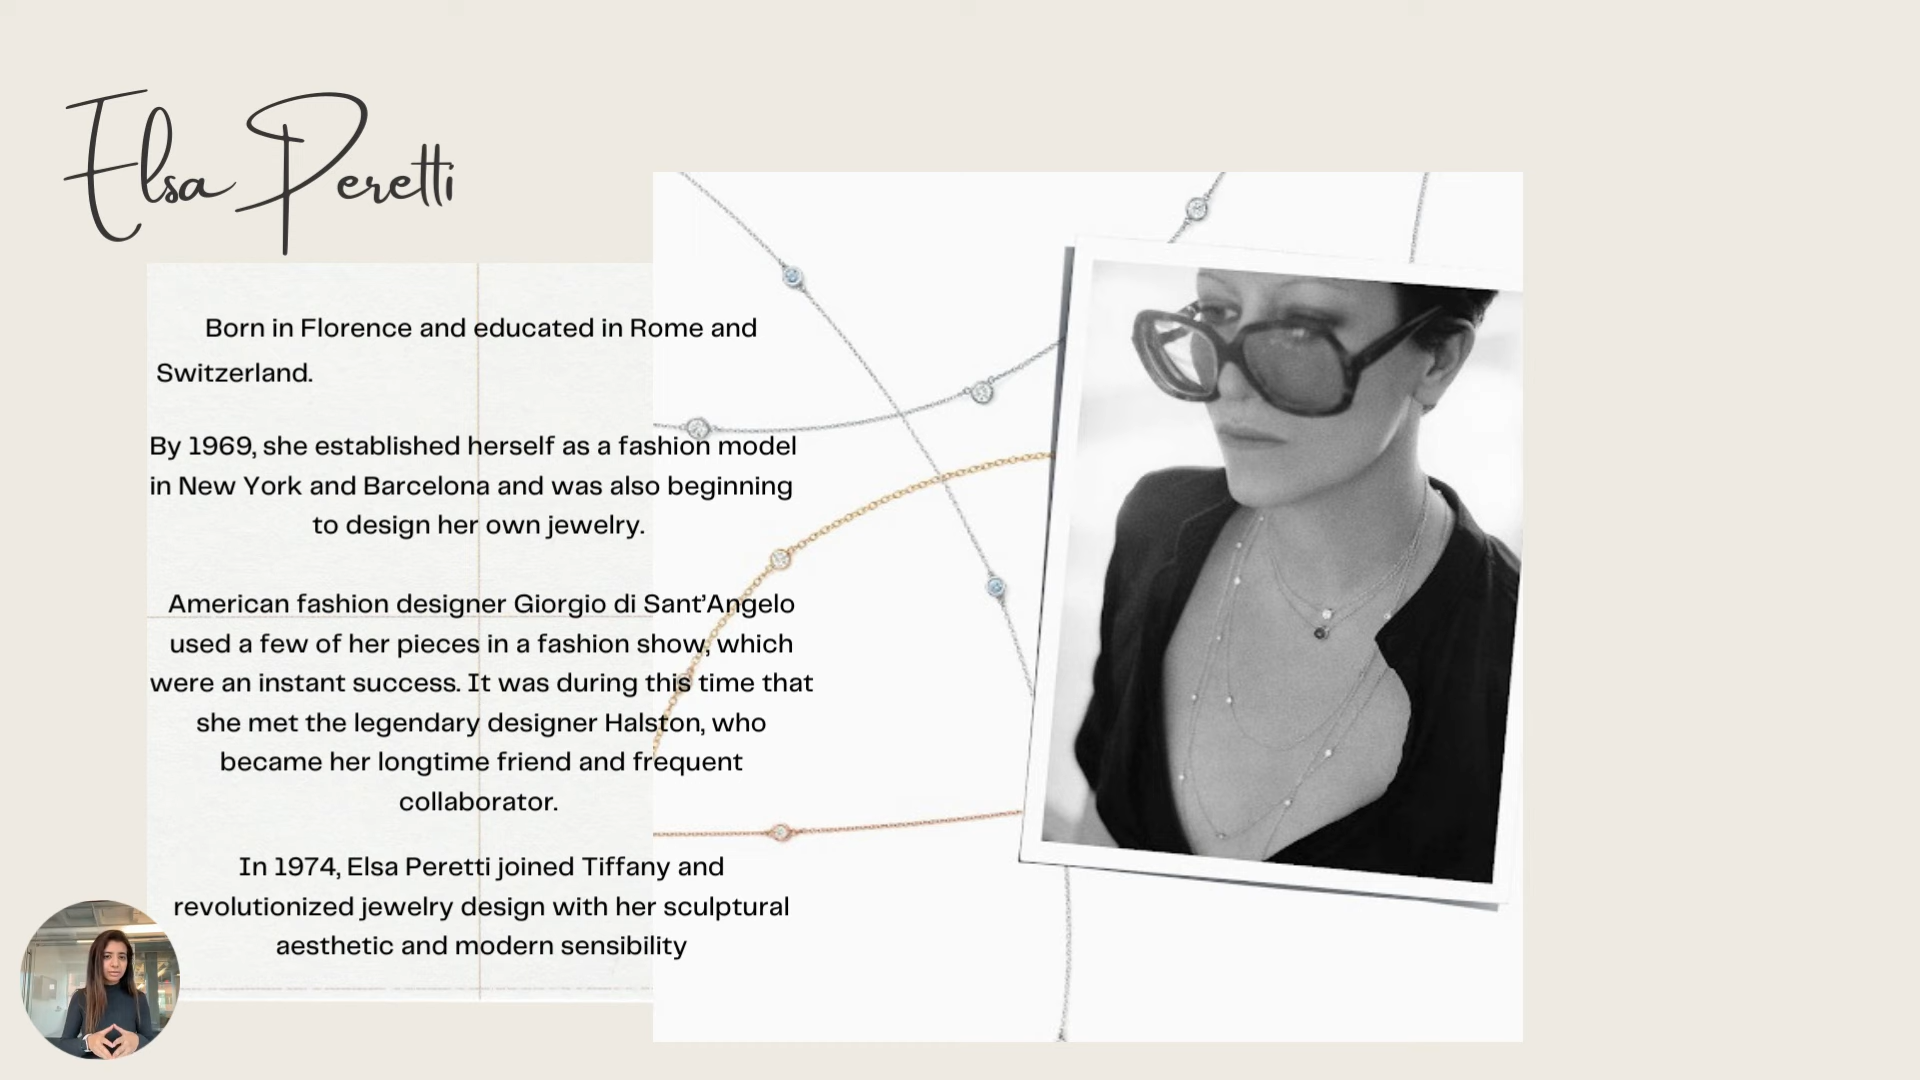 Elsa Peretti
Born in Florence and educated in Rome and
Switzerland.
By 1969, she established herself as a fashion model
in New York and Barcelona and was also beginning
to design her own jewelry.
American fashion designer Giorgio di Sant’Angelo
used a few of her pieces in a fashion show, which
were an instant success. It was during this time that
she met the legendary designer Halston, who
became her longtime friend and frequent
collaborator.
In 1974, Elsa Peretti joined Tiffany and
revolutionized jewelry design with her sculptural
aesthetic and modern sensibility